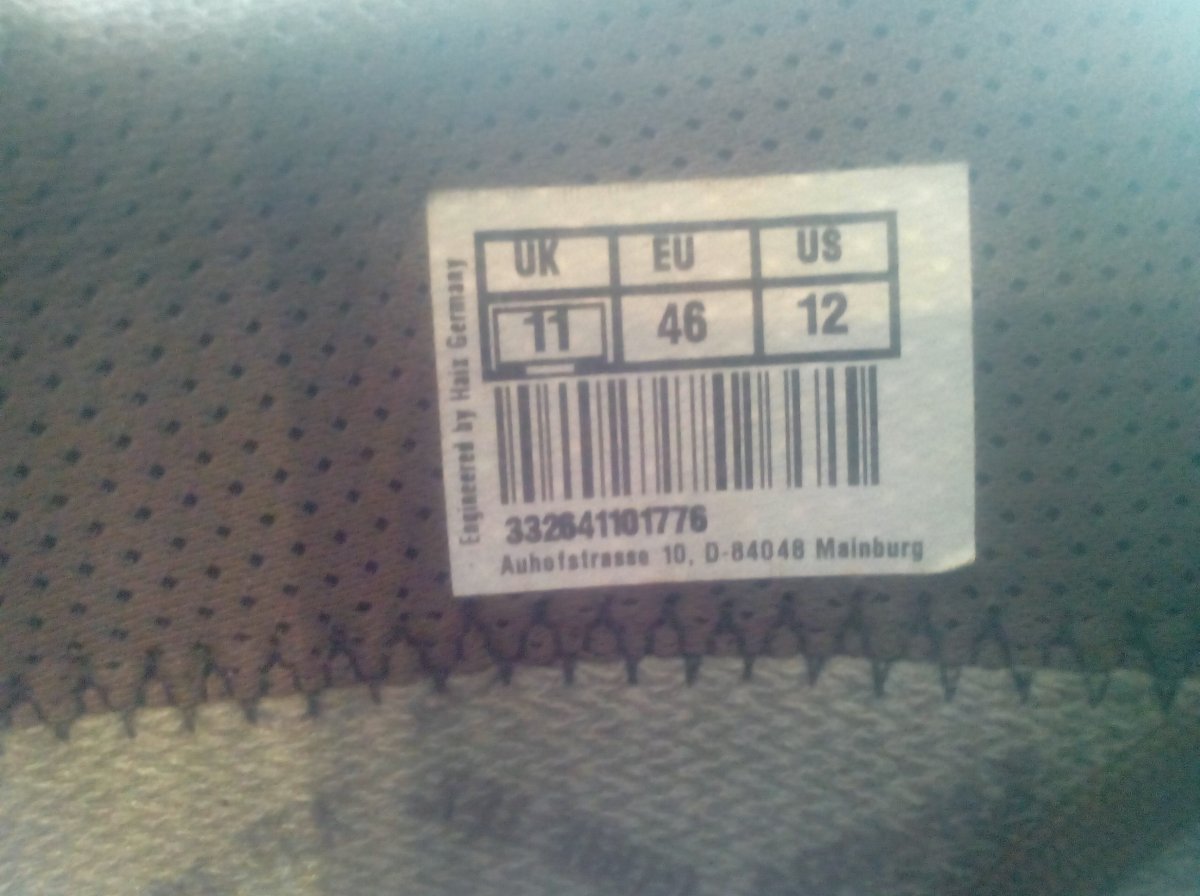 UK EU US
11 46 12
Engineered by Haix Germany
332641101776
Auhofstrasse 10, D-84048 Mainburg